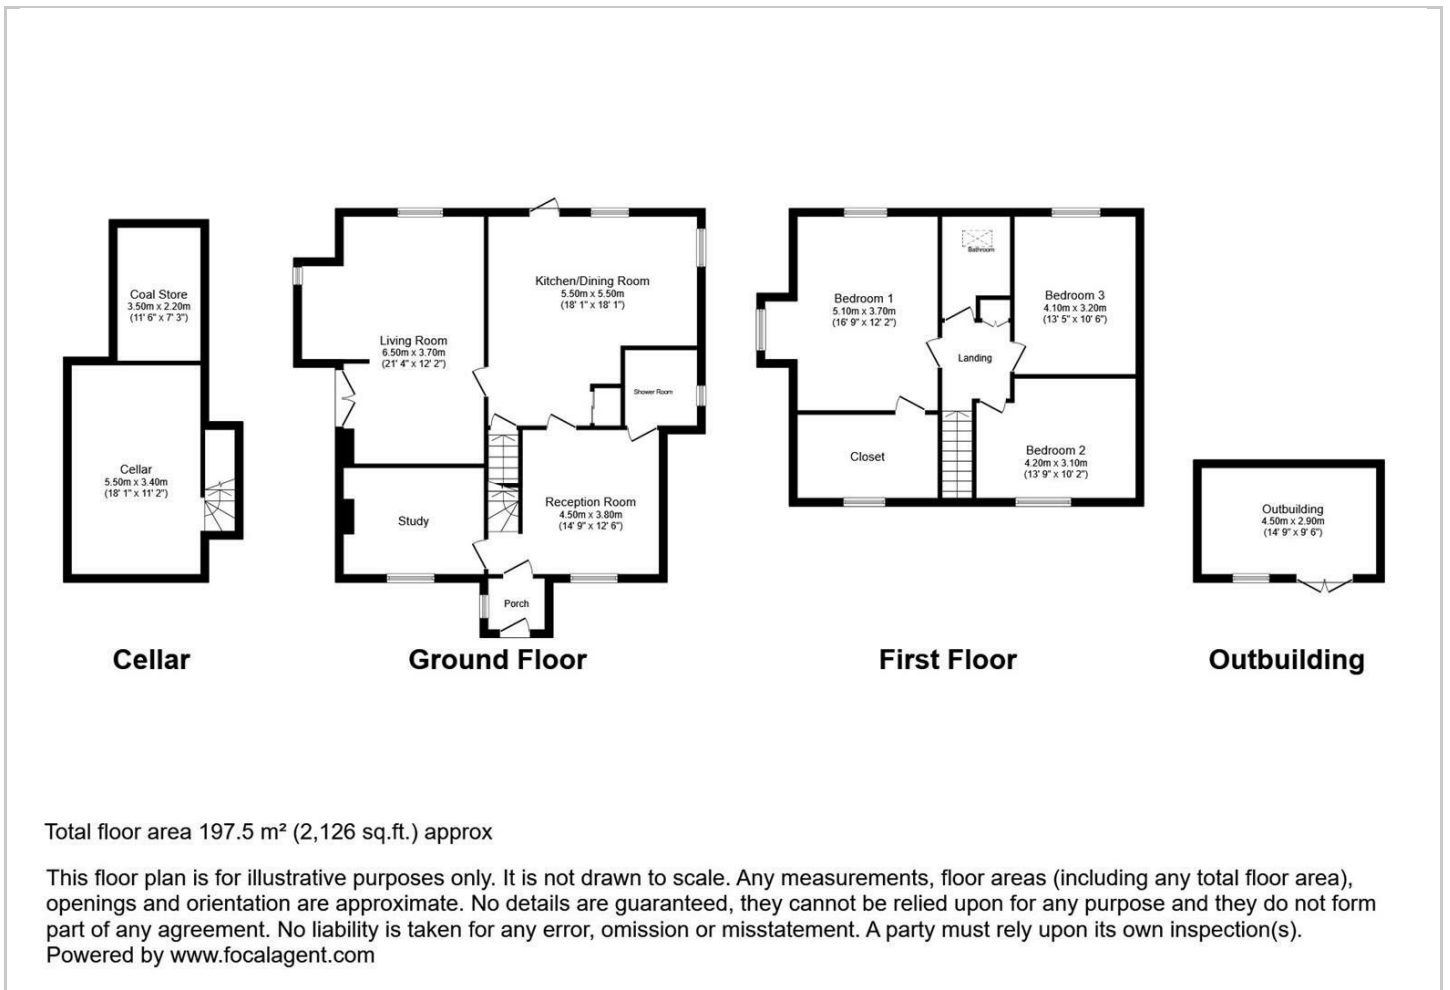 Coal Store
3.50m x 2.20m
(11' 6" x 7' 3")
Cellar
5.50m x 3.40m
(18' 1" x 11' 2")
Living Room
6.50m x 3.70m
(21' 4" x 12' 2")
Kitchen/Dining Room
5.50m x 5.50m
(18' 1" x 18' 1")
Shower Room
Study
Reception Room
4.50m x 3.80m
(14' 9" x 12' 6")
Porch
Bedroom 1
5.10m x 3.70m
(16' 9" x 12' 2")
Bathroom
Bedroom 3
4.10m x 3.20m
(13' 5" x 10' 6")
Landing
Closet
Bedroom 2
4.20m x 3.10m
(13' 9" x 10' 2")
Outbuilding
4.50m x 2.90m
(14' 9" x 9' 6")
Cellar
Ground Floor
First Floor
Outbuilding
Total floor area 197.5 m² (2,126 sq.ft.) approx
This floor plan is for illustrative purposes only. It is not drawn to scale. Any measurements, floor areas (including any total floor area),
openings and orientation are approximate. No details are guaranteed, they cannot be relied upon for any purpose and they do not form
part of any agreement. No liability is taken for any error, omission or misstatement. A party must rely upon its own inspection(s).
Powered by www.focalagent.com